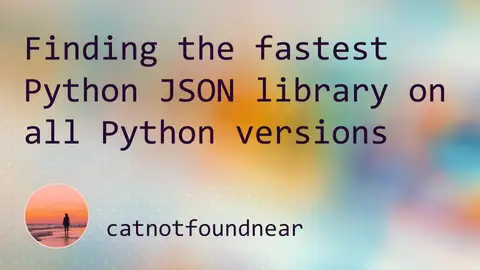 Finding the fastest
Python JSON library on
all Python versions
catnotfoundnear